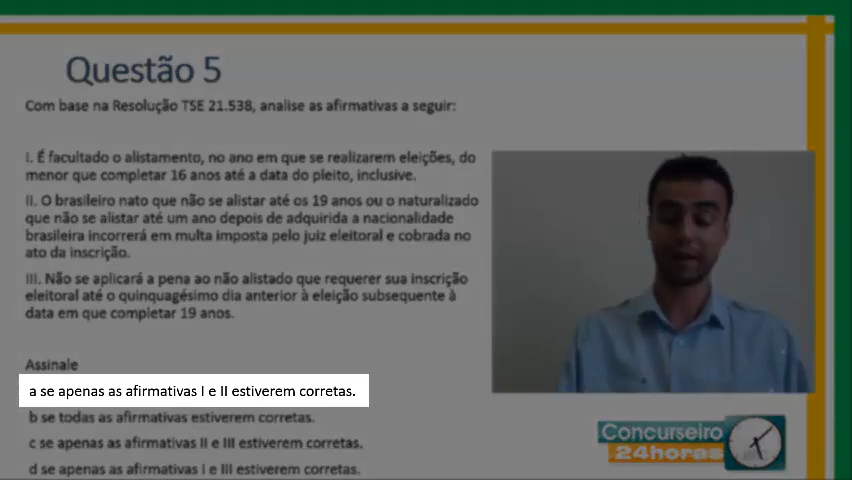 Questão 5
Com base na Resolução TSE 21.538, analise as afirmativas a seguir:
I. É facultado o alistamento, no ano em que se realizarem eleições, do
menor que completar 16 anos até a data do pleito, inclusive.
II. O brasileiro nato que não se alistar até os 19 anos ou o naturalizado
que não se alistar até um ano depois de adquirida a nacionalidade
brasileira incorrerá em multa imposta pelo juiz eleitoral e cobrada no
ato da inscrição.
III. Não se aplicará a pena ao não alistado que requerer sua inscrição
eleitoral até o quinquagésimo dia anterior à eleição subsequente à
data em que completar 19 anos.
Assinale
a se apenas as afirmativas I e II estiverem corretas.
b se todas as afirmativas estiverem corretas.
c se apenas as afirmativas II e III estiverem corretas.
d se apenas as afirmativas I e III estiverem corretas.
Concurseiro
24horas